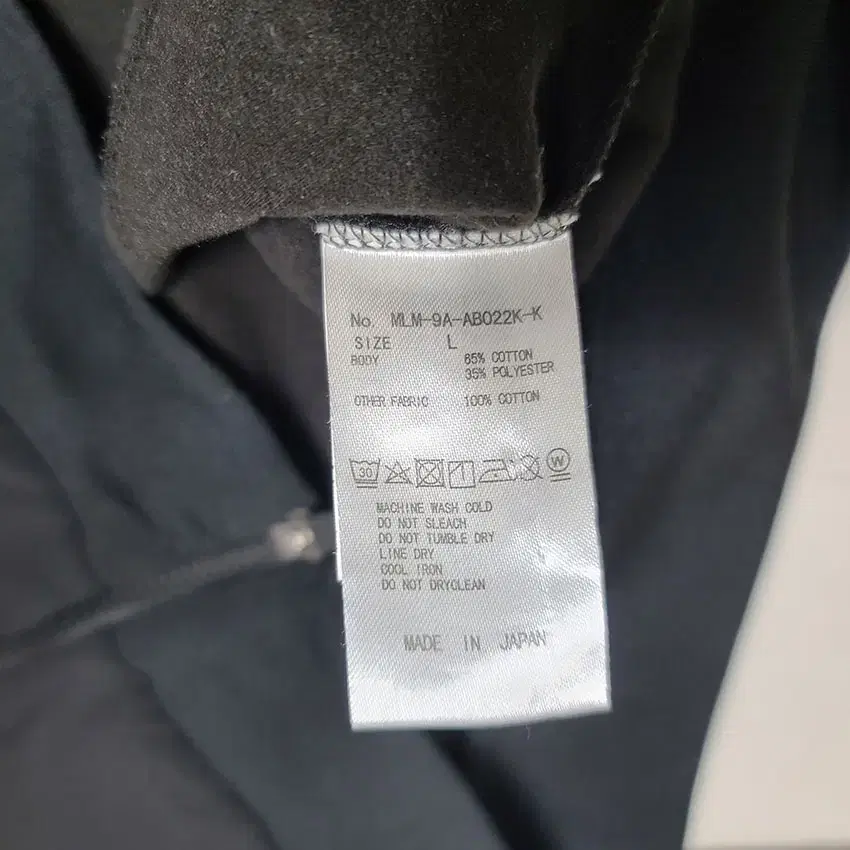 No. MLM-9A-AB022K-K
SIZE L
BODY 65% COTTON
35% POLYESTER
OTHER FABRIC 100% COTTON
30 W
MACHINE WASH COLD
DO NOT SLEACH
DO NOT TUMBLE DRY
LINE DRY
COOL IRON
DO NOT DRYCLEAN
MADE IN JAPAN